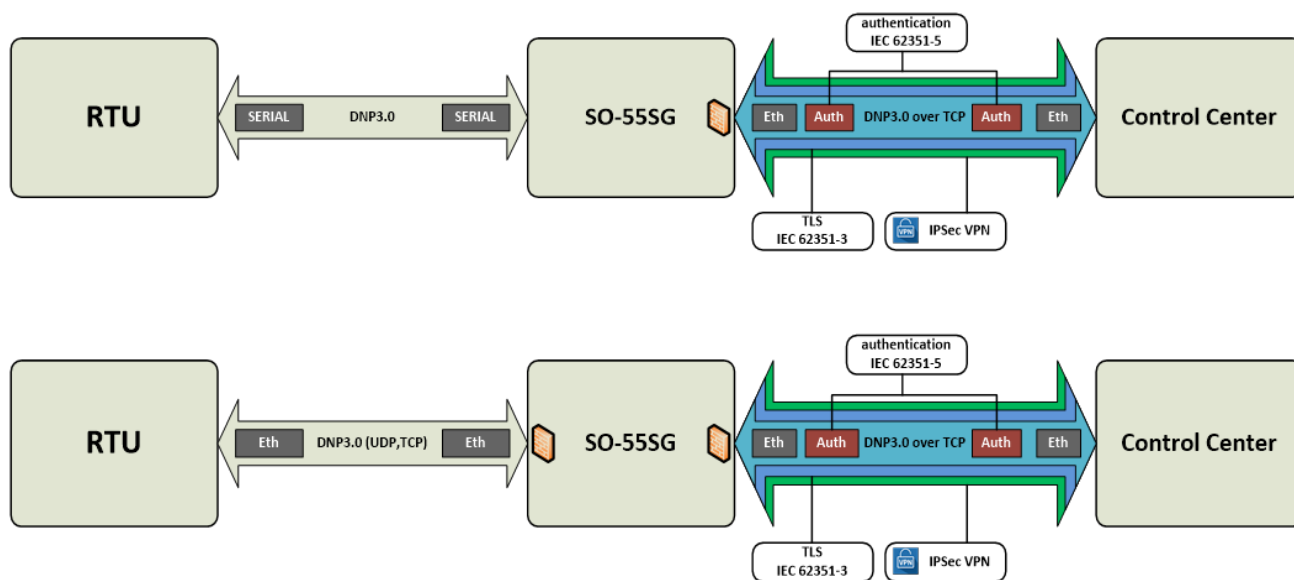 authentication
IEC 62351-5
RTU
SERIAL
DNP3.0
SERIAL
SO-55SG
Eth
Auth
DNP3.0 over TCP
Auth
Eth
Control Center
TLS
IEC 62351-3
VPN
IPSec VPN
authentication
IEC 62351-5
RTU
Eth
DNP3.0 (UDP,TCP)
Eth
SO-55SG
Eth
Auth
DNP3.0 over TCP
Auth
Eth
Control Center
TLS
IEC 62351-3
VPN
IPSec VPN